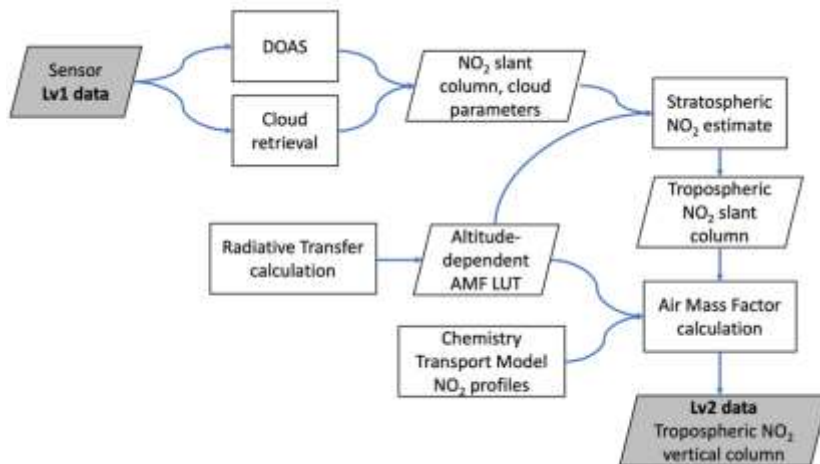 Sensor
Lv1 data
DOAS
Cloud
retrieval
NO₂ slant
column, cloud
parameters
Stratospheric
NO₂ estimate
Tropospheric
NO₂ slant
column
Radiative Transfer
calculation
Altitude-
dependent
AMF LUT
Air Mass Factor
calculation
Chemistry
Transport Model
NO₂ profiles
Lv2 data
Tropospheric NO₂
vertical column